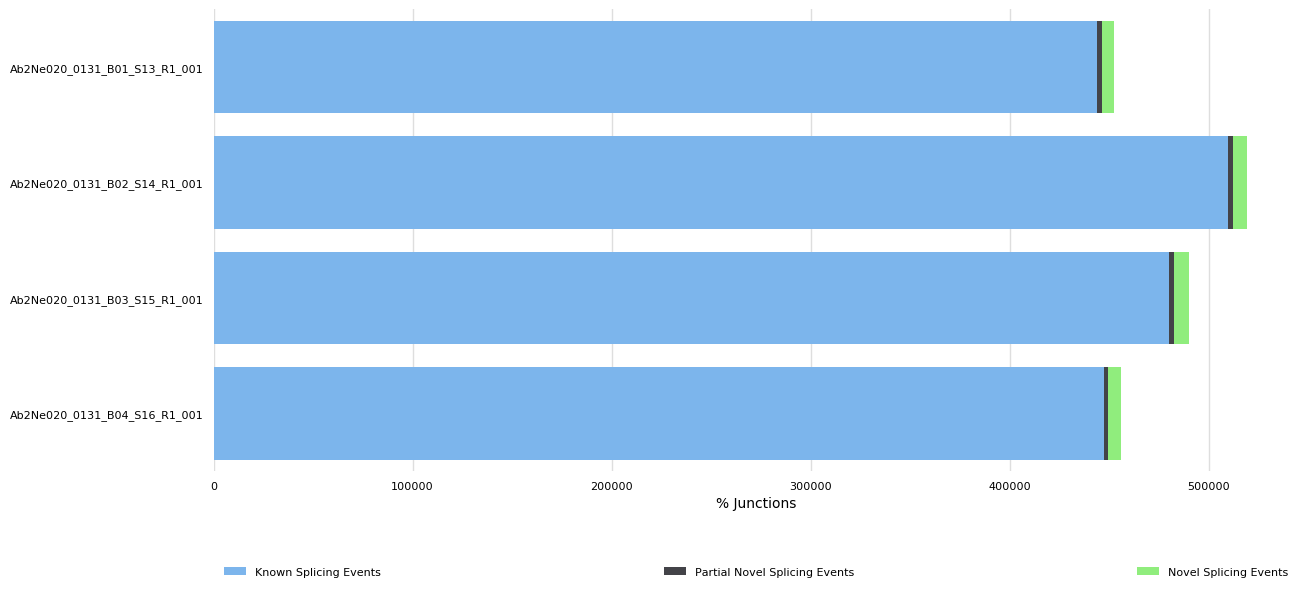 Ab2Ne020_0131_B01_S13_R1_001
Ab2Ne020_0131_B02_S14_R1_001
Ab2Ne020_0131_B03_S15_R1_001
Ab2Ne020_0131_B04_S16_R1_001
0 100000 200000 300000 400000 500000
% Junctions
Known Splicing Events Partial Novel Splicing Events Novel Splicing Events